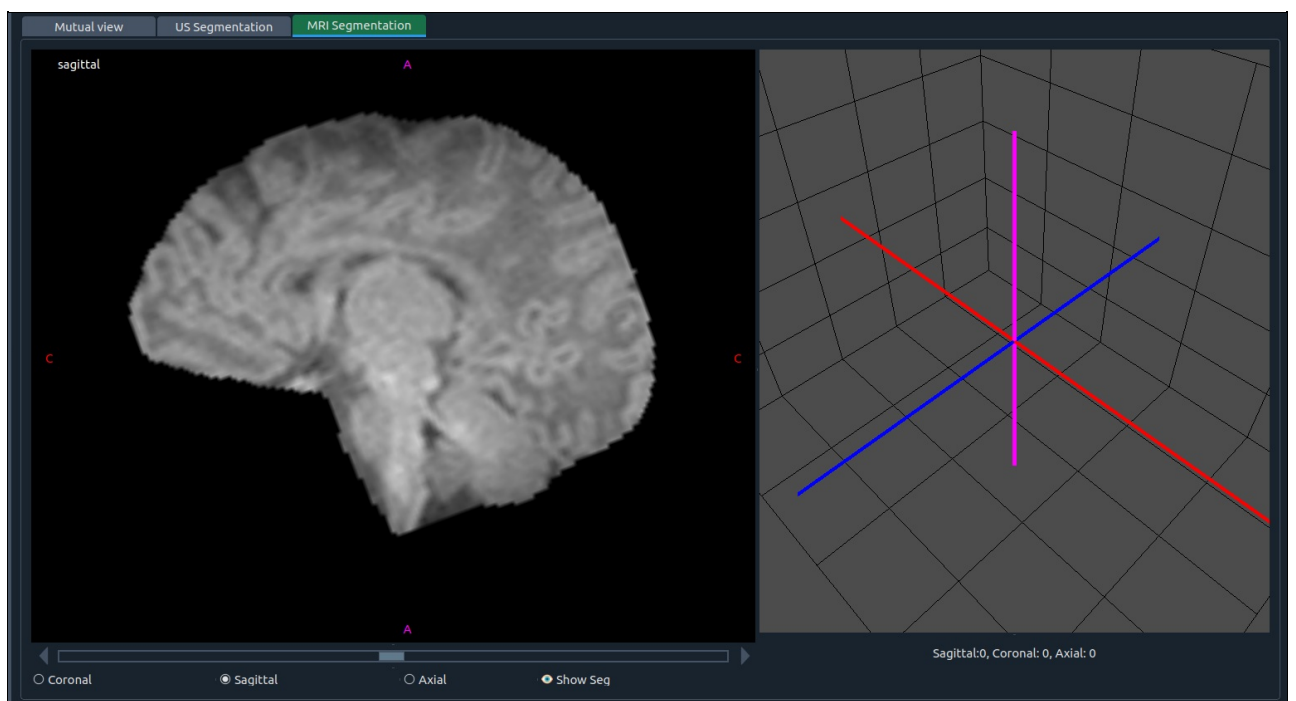 Mutual view US Segmentation MRI Segmentation
sagittal
A
C C
A
Sagittal:0, Coronal: 0, Axial: 0
Coronal Sagittal Axial Show Seg